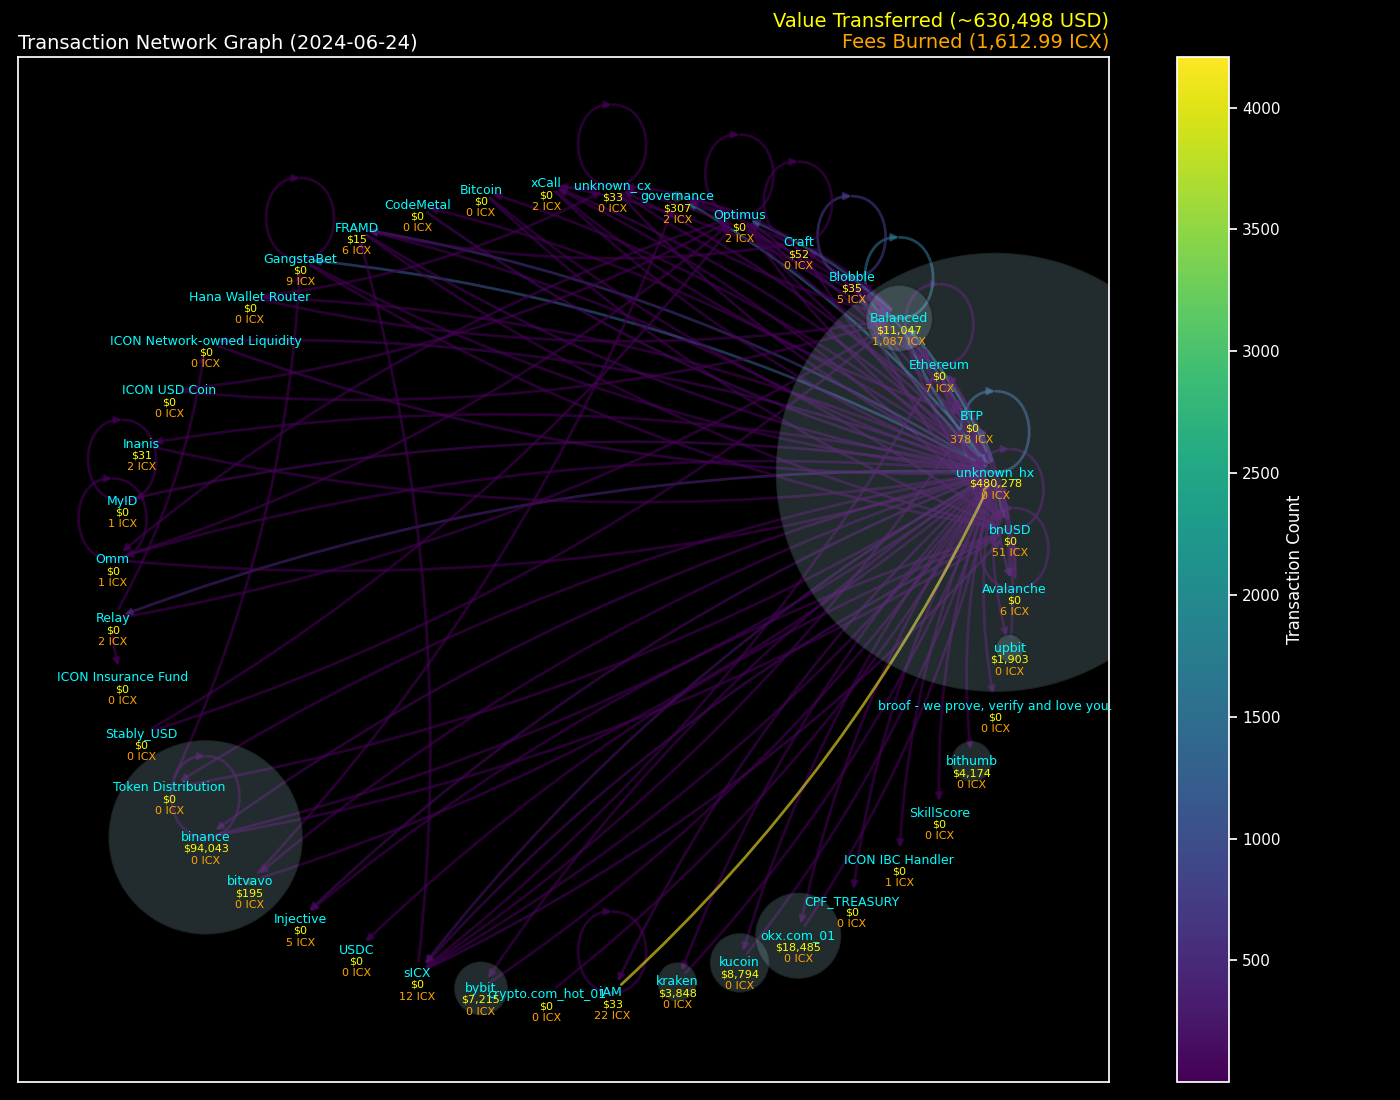 Value Transferred (~630,498 USD)
Transaction Network Graph (2024-06-24)
Fees Burned (1,612.99 ICX)
xCall
$0
2 ICX
unknown_cx
$33
0 ICX
Bitcoin
$0
0 ICX
governance
$307
2 ICX
CodeMetal
$0
0 ICX
Optimus
$0
2 ICX
FRAMD
$15
6 ICX
Craft
$52
0 ICX
GangstaBet
$0
9 ICX
Blobble
$35
5 ICX
Hana Wallet Router
$0
0 ICX
Balanced
$11,047
1,087 ICX
ICON Network-owned Liquidity
$0
0 ICX
Ethereum
$0
7 ICX
ICON USD Coin
$0
0 ICX
BTP
$0
378 ICX
Inanis
$31
2 ICX
unknown_hx
$480,278
0 ICX
MyID
$0
1 ICX
bnUSD
$0
51 ICX
Omm
$0
1 ICX
Avalanche
$0
6 ICX
Relay
$0
2 ICX
upbit
$1,903
0 ICX
ICON Insurance Fund
$0
0 ICX
broof - we prove, verify and love you.
$0
0 ICX
Stably_USD
$0
0 ICX
bithumb
$4,174
0 ICX
Token Distribution
$0
0 ICX
SkillScore
$0
0 ICX
binance
$94,043
0 ICX
ICON IBC Handler
$0
1 ICX
bitvavo
$195
0 ICX
CPF_TREASURY
$0
0 ICX
Injective
$0
5 ICX
okx.com_01
$18,485
0 ICX
USDC
$0
0 ICX
kucoin
$8,794
0 ICX
sICX
$0
12 ICX
kraken
$3,848
0 ICX
bybit
$7,215
0 ICX
crypto.com_hot_01
$0
0 ICX
IAM
$33
22 ICX
4000
3500
3000
2500
2000
1500
1000
500
Transaction Count